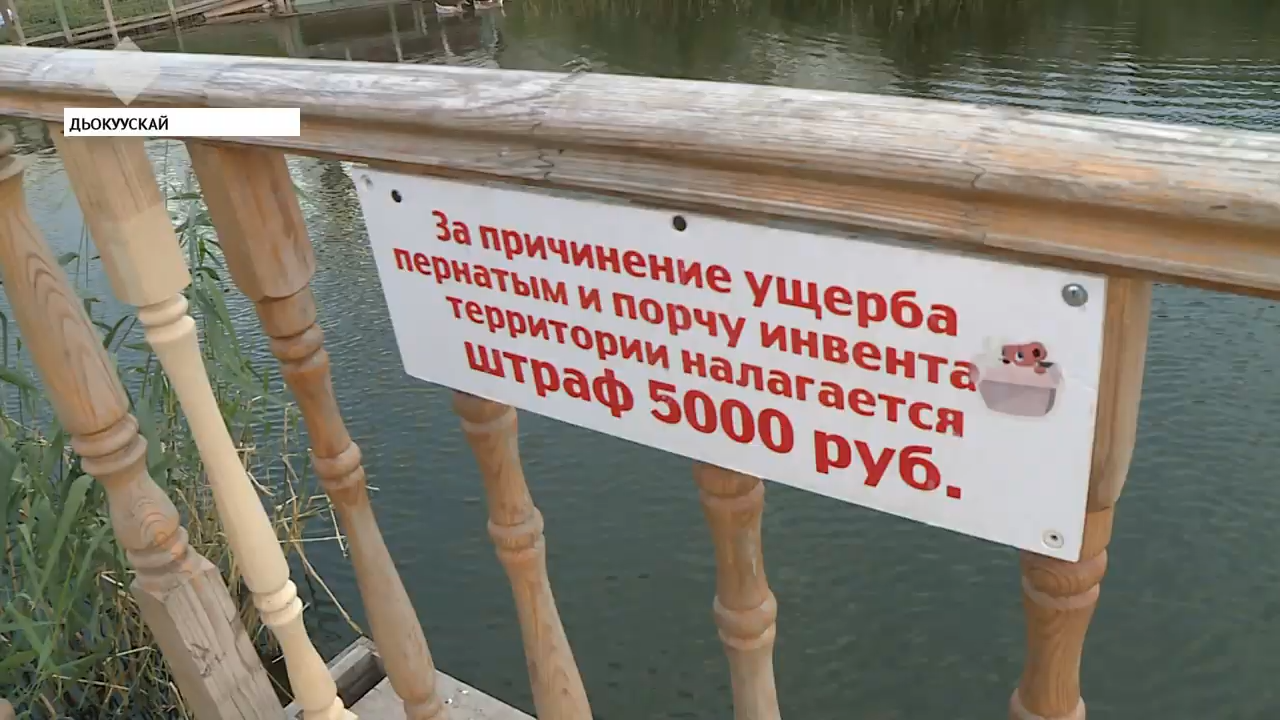 ДЬОКУУСКАЙ
За причинение ущерба
пернатым и порчу инвента
территории налагается
штраф 5000 руб.